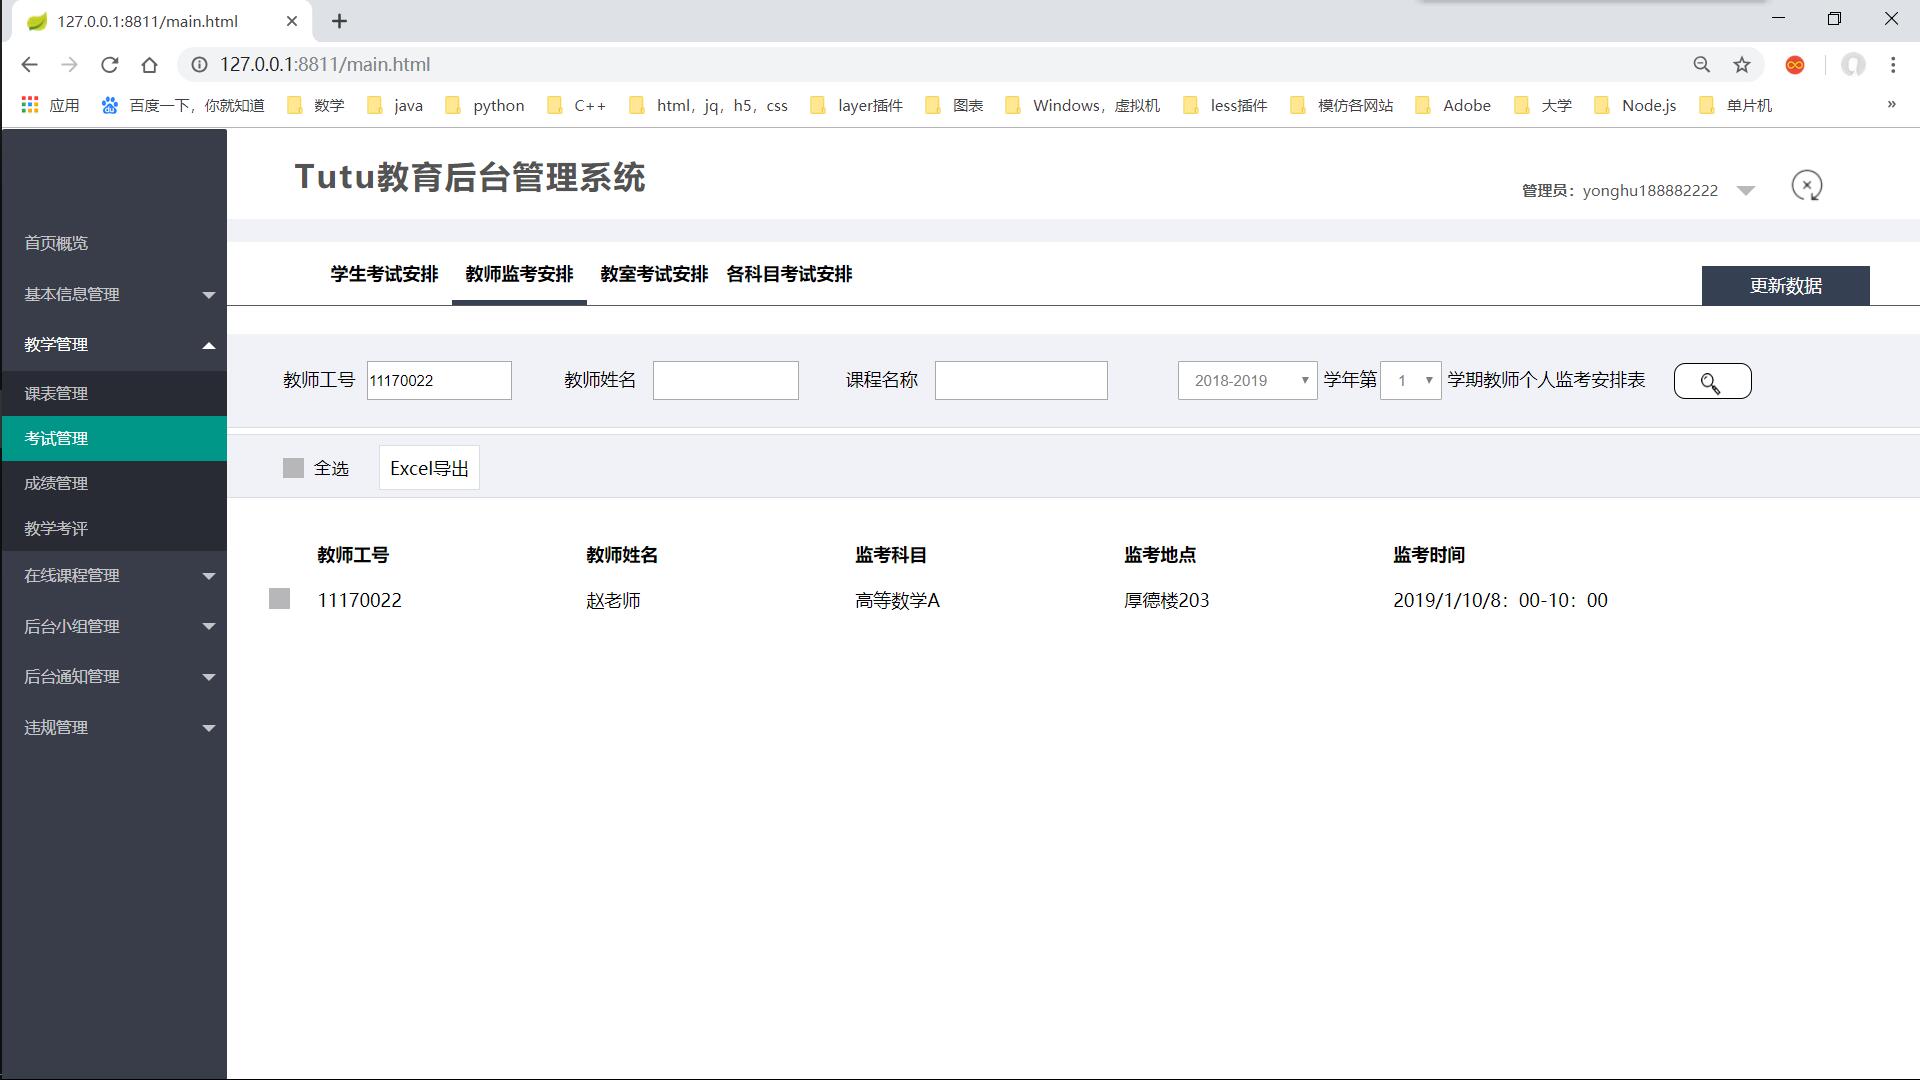 127.0.0.1:8811/main.html
127.0.0.1:8811/main.html
应用 百度一下，你就知道 数学 java python C++ html，jq，h5，css layer插件 图表 Windows，虚拟机 less插件 模仿各网站 Adobe 大学 Node.js 单片机 »
Tutu教育后台管理系统
管理员：yonghu188882222
首页概览
基本信息管理
教学管理
课表管理
考试管理
成绩管理
教学考评
在线课程管理
后台小组管理
后台通知管理
违规管理
学生考试安排 教师监考安排 教室考试安排 各科目考试安排
更新数据
教师工号 11170022 教师姓名 课程名称 2018-2019 学年第 1 学期教师个人监考安排表
全选 Excel导出
教师工号 教师姓名 监考科目 监考地点 监考时间
11170022 赵老师 高等数学A 厚德楼203 2019/1/10/8：00-10：00